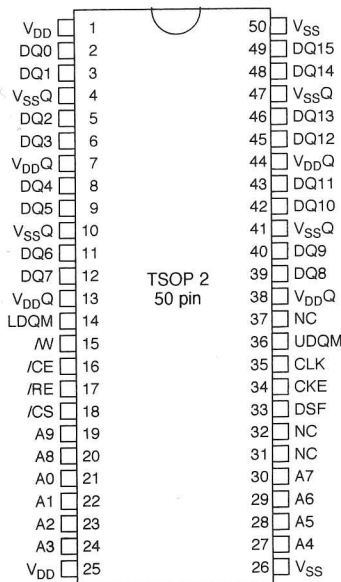 VDD 1 50 VSS
DQ0 2 49 DQ15
DQ1 3 48 DQ14
VSSQ 4 47 VSSQ
DQ2 5 46 DQ13
DQ3 6 45 DQ12
VDDQ 7 44 VDDQ
DQ4 8 43 DQ11
DQ5 9 42 DQ10
VSSQ 10 41 VSSQ
DQ6 11 40 DQ9
DQ7 12 39 DQ8
VDDQ 13 38 VDDQ
TSOP 2
50 pin
LDQM 14 37 NC
/W 15 36 UDQM
/CE 16 35 CLK
/RE 17 34 CKE
/CS 18 33 DSF
A9 19 32 NC
A8 20 31 NC
A0 21 30 A7
A1 22 29 A6
A2 23 28 A5
A3 24 27 A4
VDD 25 26 VSS